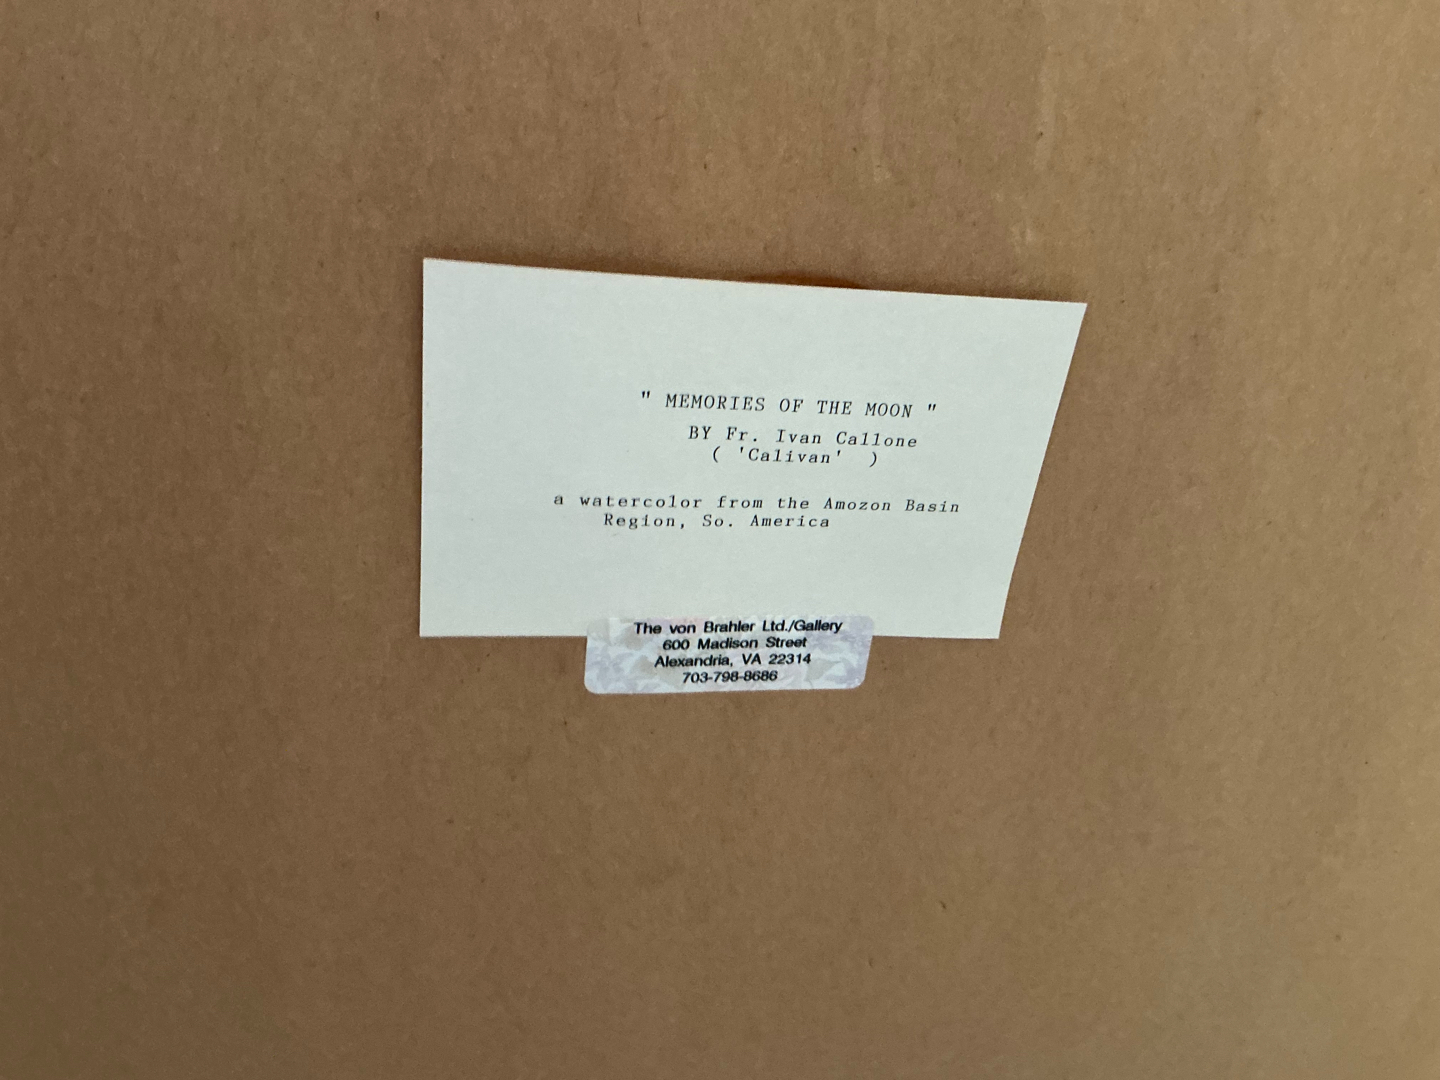 " MEMORIES OF THE MOON "
BY Fr. Ivan Callone
( 'Calivan' )
a watercolor from the Amozon Basin
Region, So. America
The von Brahler Ltd./Gallery
600 Madison Street
Alexandria, VA 22314
703-798-8686